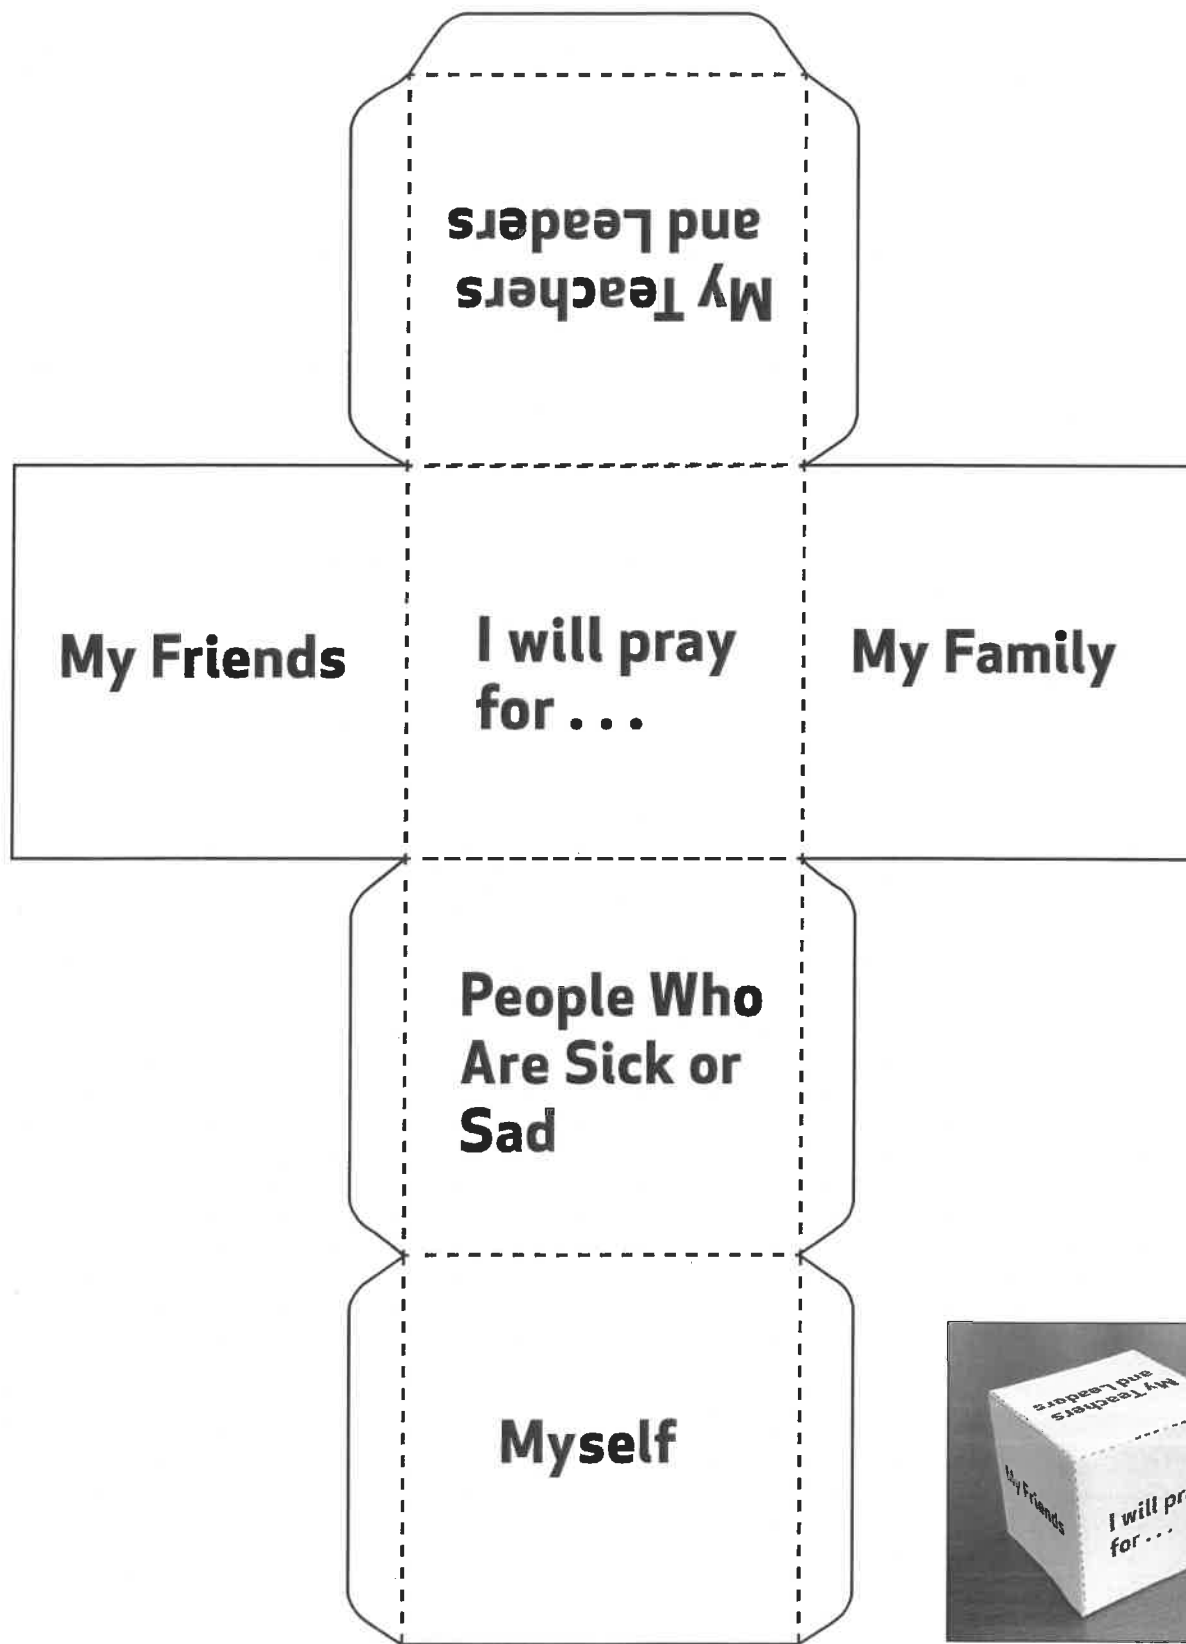 My Teachers
and Leaders
My Friends
I will pray
for . . .
My Family
People Who
Are Sick or
Sad
Myself
My Teachers
and Leaders
My Friends
I will
for . . .